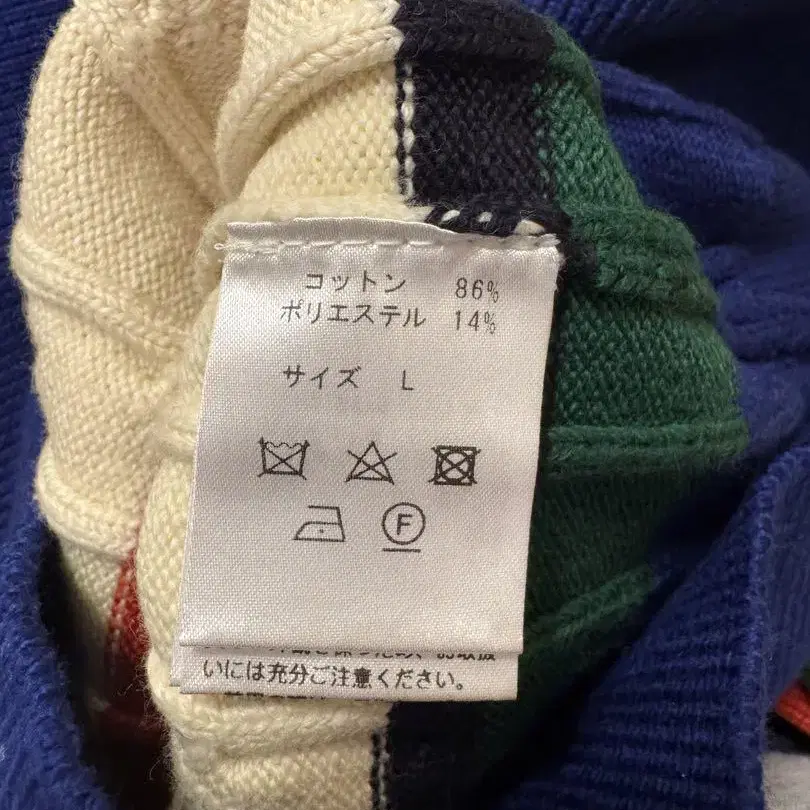 コットン 86%
ポリエステル 14%
サイズ L
F
いには充分ご注意ください。